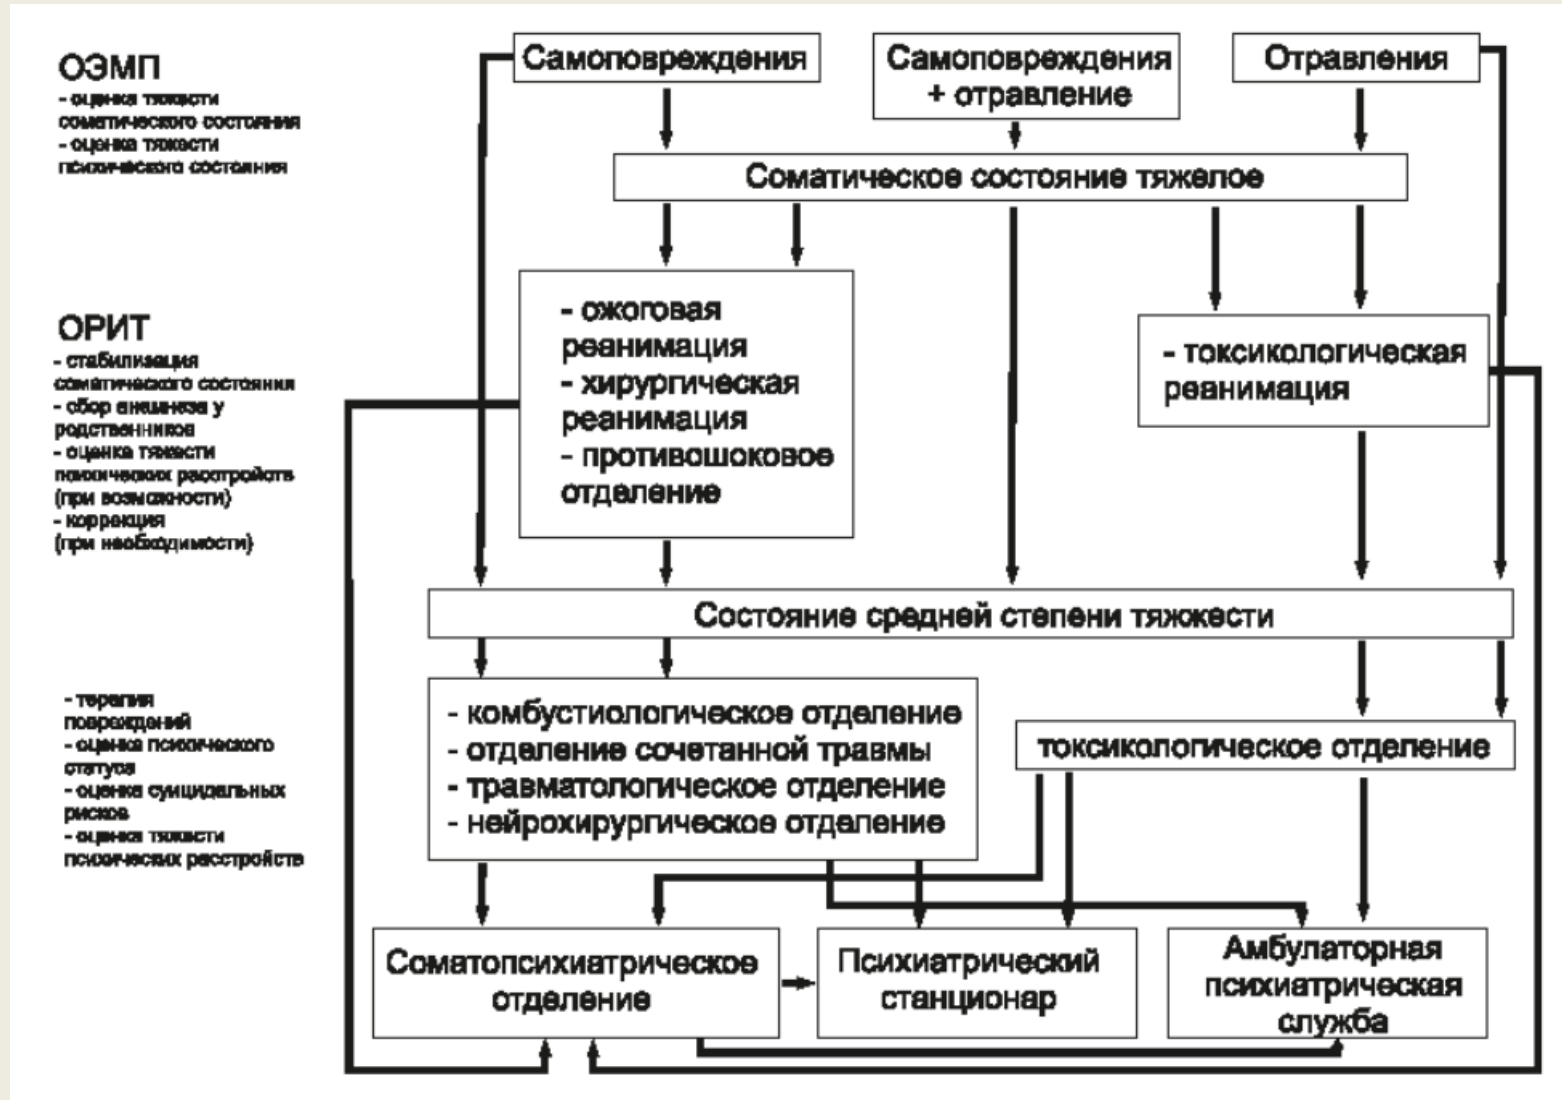 ОЭМП
- оценка тяжести
соматического состояния
- оценка тяжести
психического состояния
Самоповреждения
Самоповреждения
+ отравление
Отравления
Соматическое состояние тяжелое
ОРИТ
- стабилизация
соматического состояния
- сбор анамнеза у
родственников
- оценка тяжести
психических расстройств
(при возможности)
- коррекция
(при необходимости)
- ожоговая
реанимация
- хирургическая
реанимация
- противошоковое
отделение
- токсикологическая
реанимация
Состояние средней степени тяжжести
- терапия
повреждений
- оценка психического
статуса
- оценка суицидальных
рисков
- оценка тяжести
психических расстройств
- комбустиологическое отделение
- отделение сочетанной травмы
- травматологическое отделение
- нейрохирургическое отделение
токсикологическое отделение
Соматопсихиатрическое
отделение
Психиатрический
станционар
Амбулаторная
психиатрическая
служба